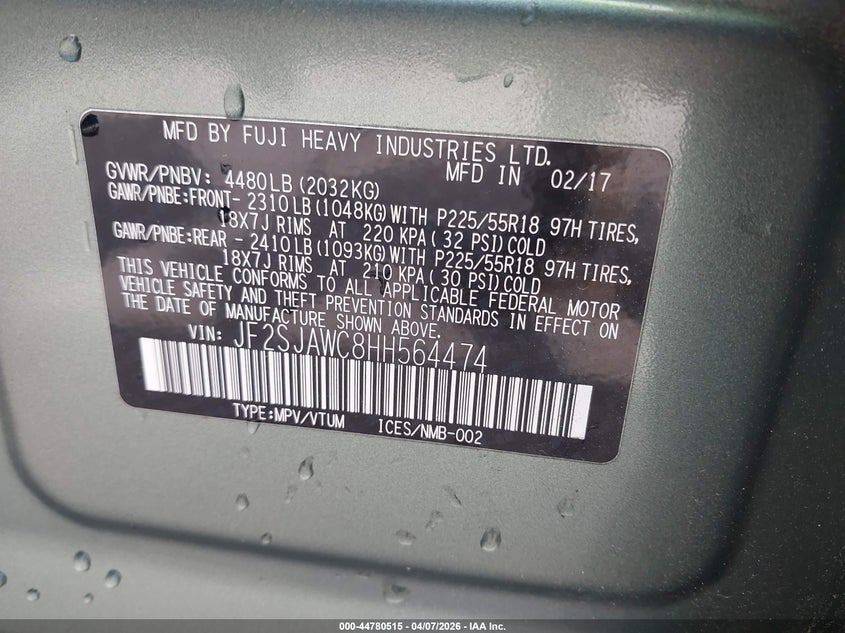 MFD BY FUJI HEAVY INDUSTRIES LTD.
MFD IN 02/17
GVWR/PNBV: 4480LB(2032KG)
GAWR/PNBE:FRONT- 2310LB(1048KG)WITH P225/55R18 97H TIRES,
18X7J RIMS AT 220 KPA( 32 PSI)COLD
GAWR/PNBE:REAR - 2410LB(1093KG)WITH P225/55R18 97H TIRES,
18X7J RIMS AT 210 KPA(30 PSI)COLD
THIS VEHICLE CONFORMS TO ALL APPLICABLE FEDERAL MOTOR
VEHICLE SAFETY AND THEFT PREVENTION STANDARDS IN EFFECT ON
THE DATE OF MANUFACTURE SHOWN ABOVE.
VIN: JF2SJAWC8HH564474
TYPE:MPV/VTUM ICES/NMB-002
000-44780515 - 04/07/2026 - IAA Inc.